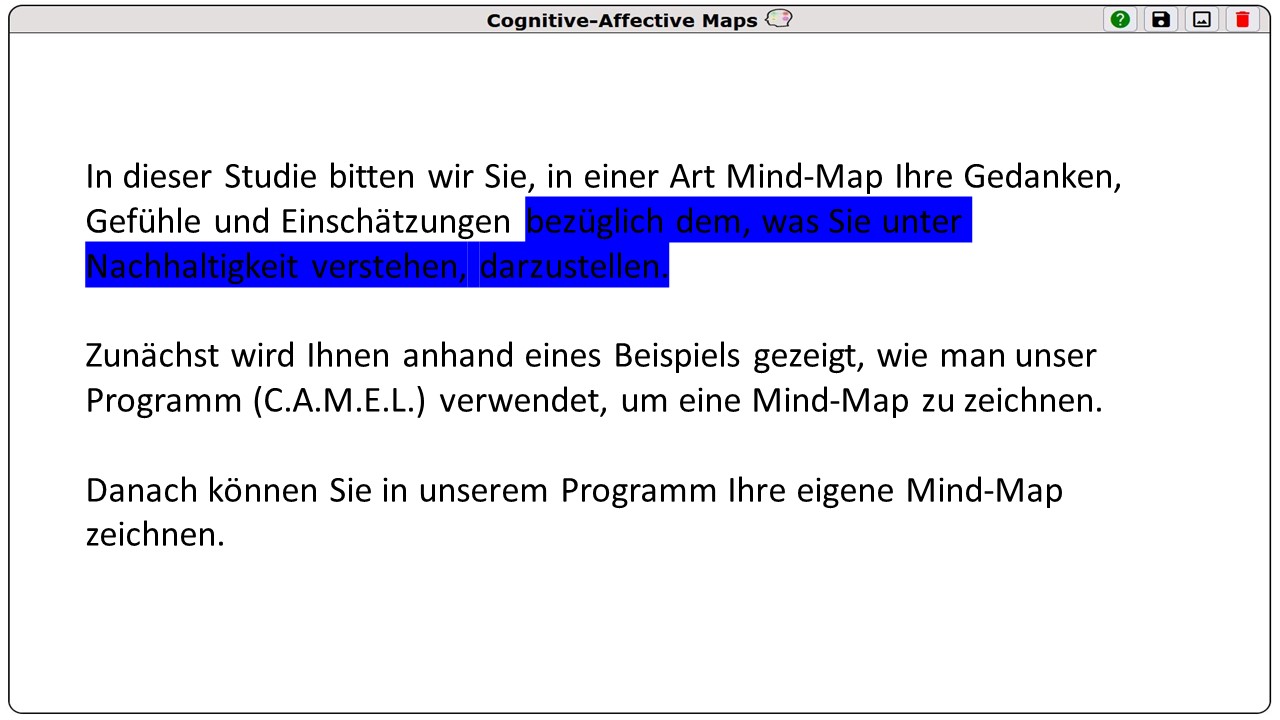 Cognitive-Affective Maps
In dieser Studie bitten wir Sie, in einer Art Mind-Map Ihre Gedanken,
Gefühle und Einschätzungen bezüglich dem, was Sie unter
Nachhaltigkeit verstehen, darzustellen.
Zunächst wird Ihnen anhand eines Beispiels gezeigt, wie man unser
Programm (C.A.M.E.L.) verwendet, um eine Mind-Map zu zeichnen.
Danach können Sie in unserem Programm Ihre eigene Mind-Map
zeichnen.